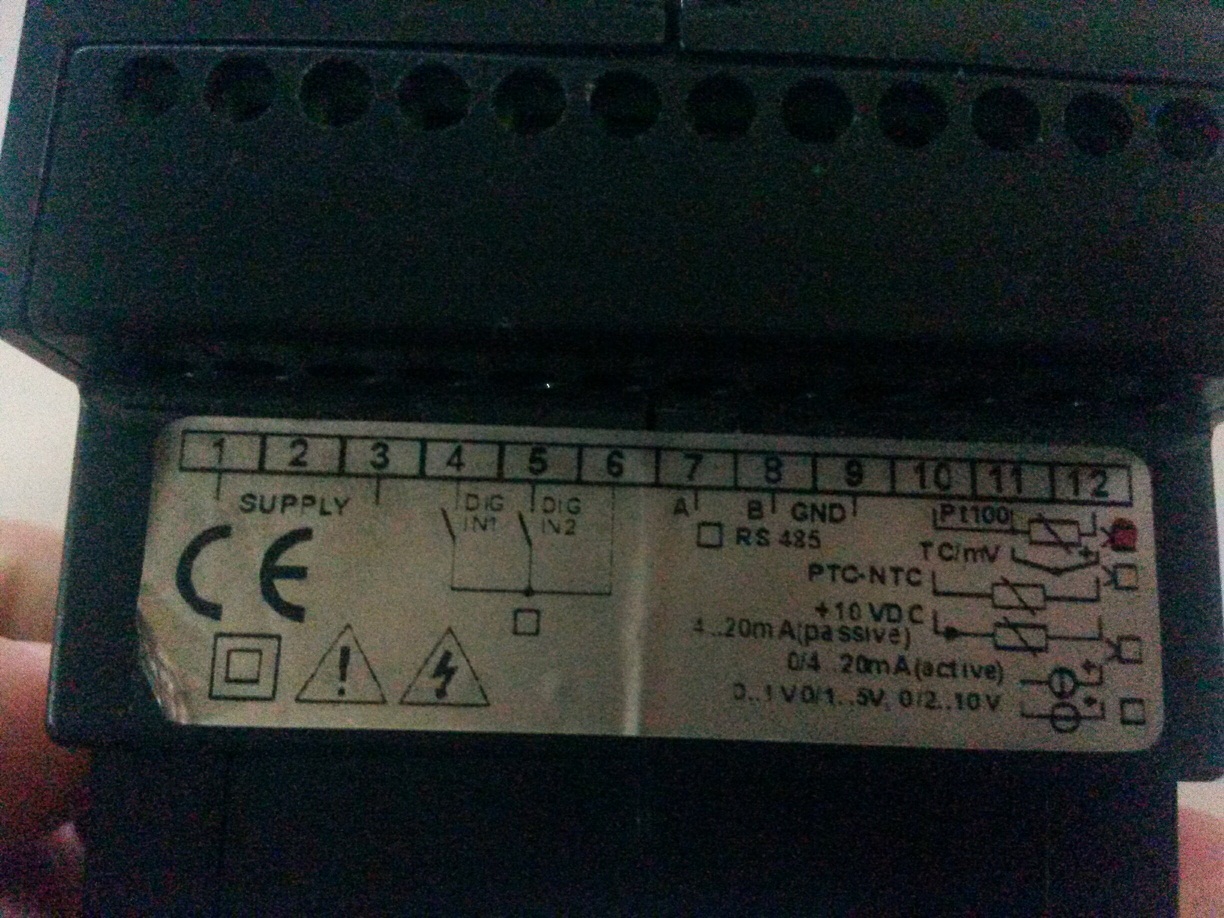 1 2 3 4 5 6 7 8 9 10 11 12
SUPPLY
DIG IN1
DIG IN2
A B GND
RS 485
Pt100
TC/mV
PTC-NTC
+10 VDC
4..20mA(passive)
0/4..20mA(active)
0..1V 0/1..5V, 0/2..10V
CE